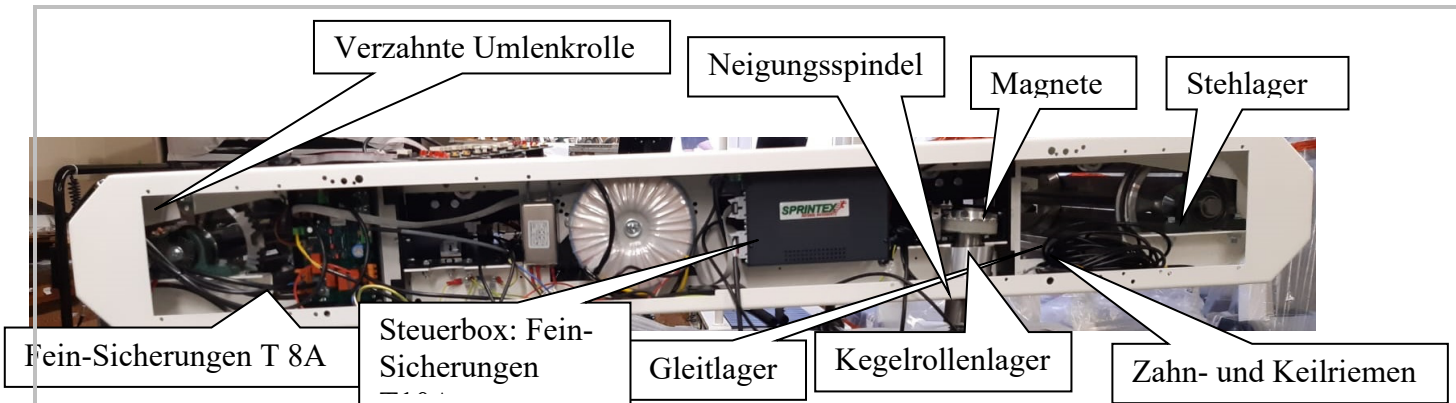 Verzahnte Umlenkrolle
Neigungsspindel
Magnete
Stehlager
SPRINTEX
Fein-Sicherungen T 8A
Steuerbox: Fein-
Sicherungen
Gleitlager
Kegelrollenlager
Zahn- und Keilriemen